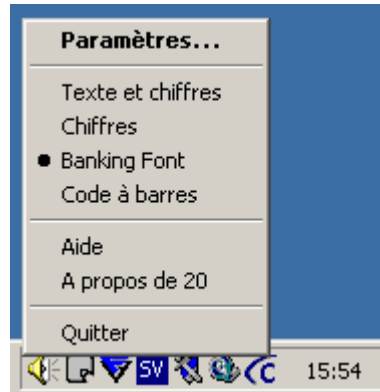 Paramètres...
Texte et chiffres
Chiffres
Banking Font
Code à barres
Aide
A propos de 20
Quitter
SV C 15:54